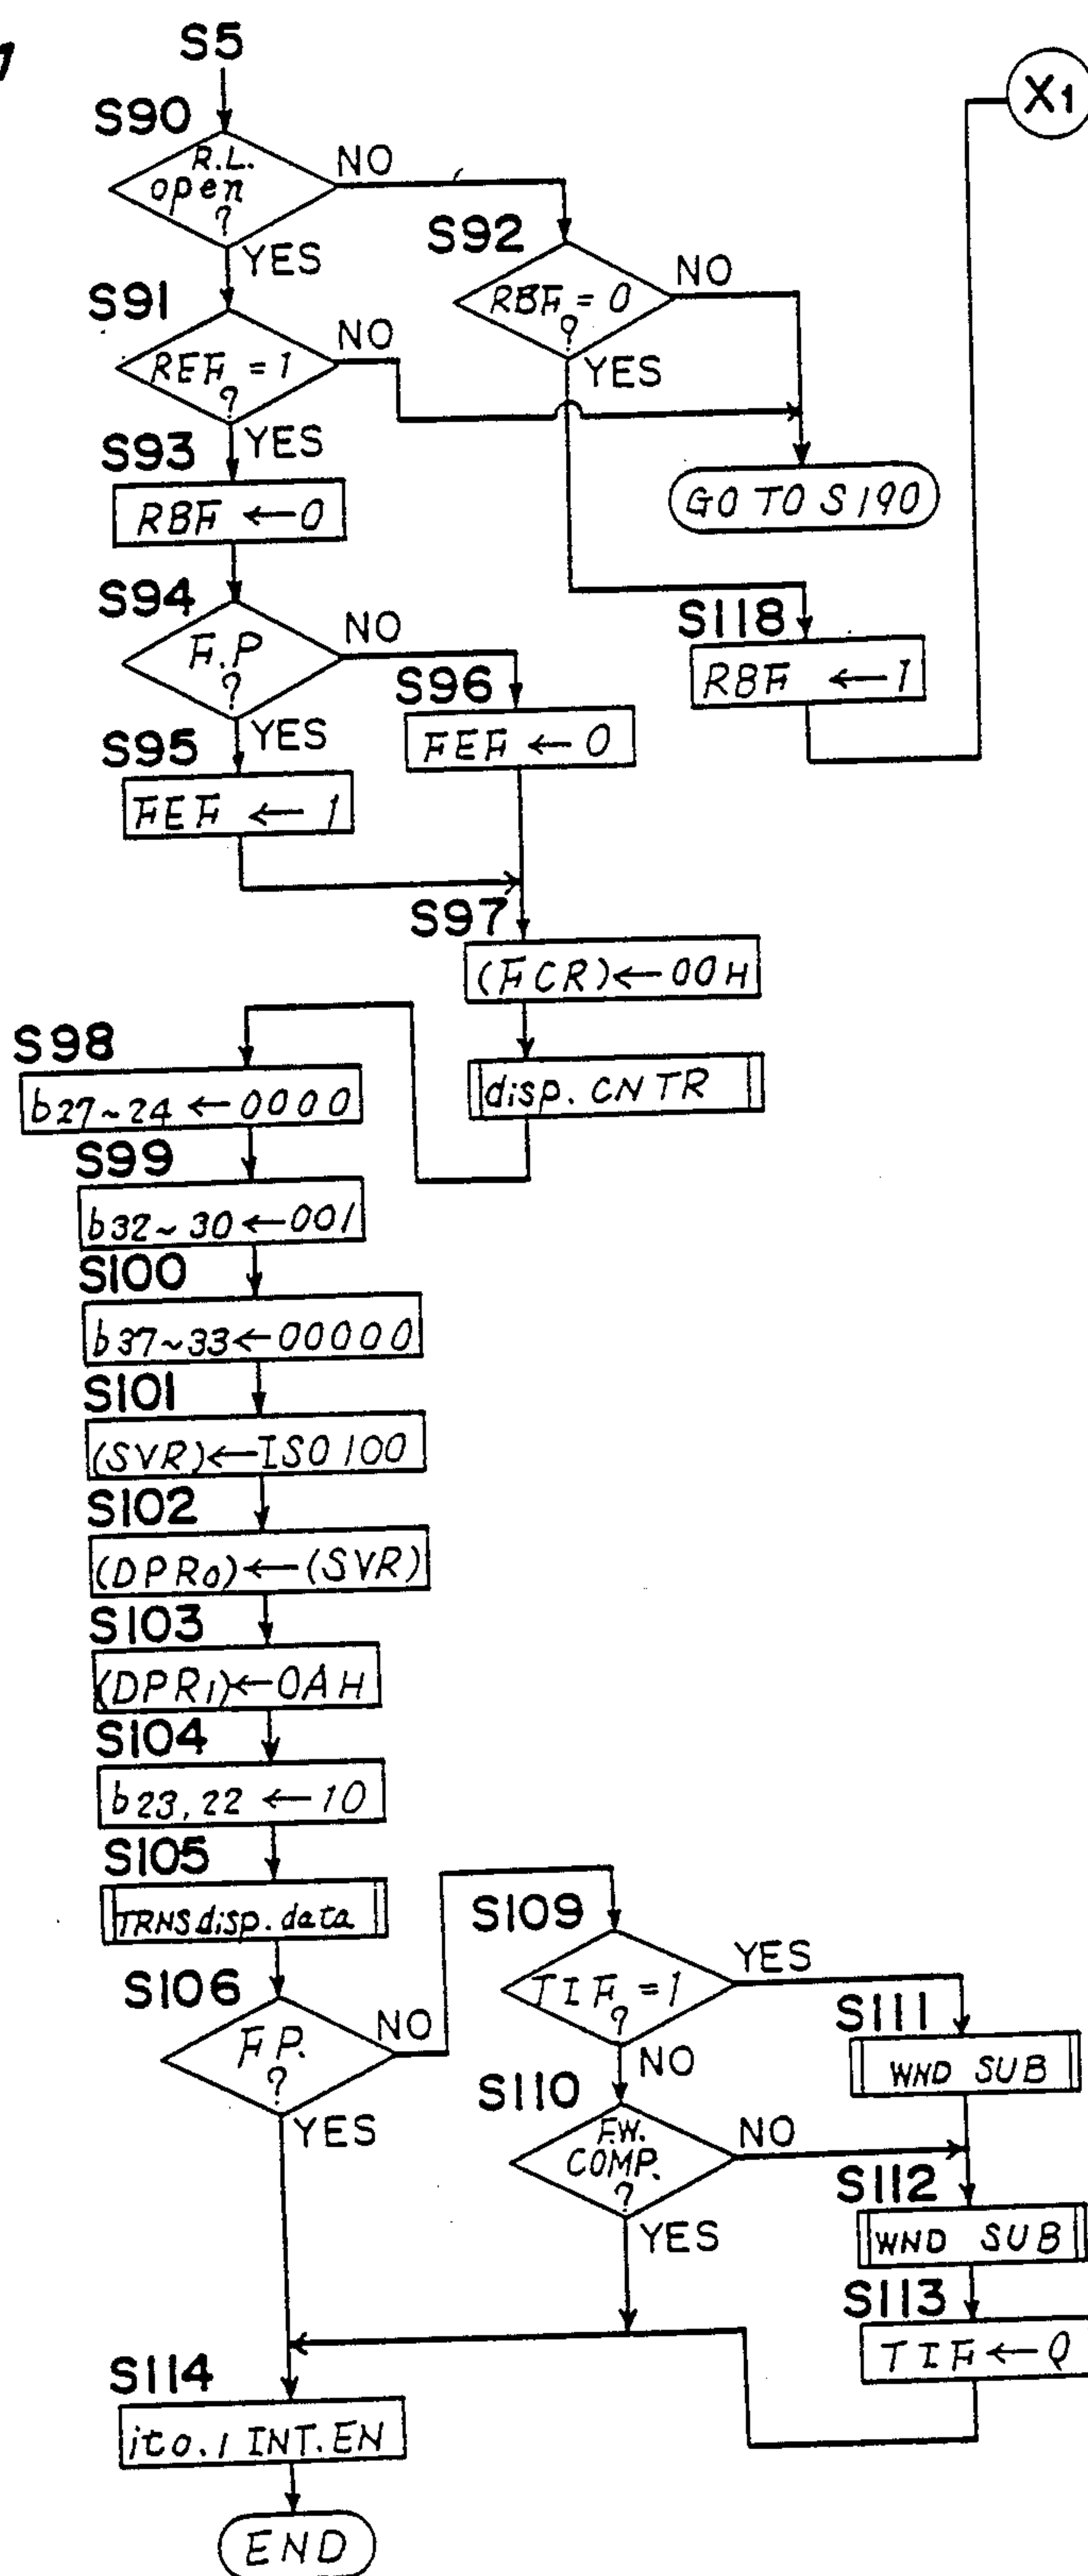 S5
X1
S90
R.L.
open
?
NO
YES
S92
RBF = 0
?
NO
YES
S91
REF = 1
?
NO
YES
GO TO S190
S93
RBF ← 0
S94
F.P
?
NO
YES
S118
RBF ← 1
S96
FEF ← 0
S95
FEF ← 1
S97
(FCR) ← 00H
disp. CNTR
S98
b27~24 ← 0000
S99
b32~30 ← 001
S100
b37~33 ← 00000
S101
(SVR) ← ISO 100
S102
(DPR0) ← (SVR)
S103
(DPR1) ← 0AH
S104
b23,22 ← 10
S105
TRNS disp. data
S106
F.P.
?
NO
YES
S109
TIF = 1
?
YES
NO
S111
WND SUB
S110
F.W.
COMP.
?
NO
YES
S112
WND SUB
S113
TIF ← 0
S114
it0.1 INT.EN
END